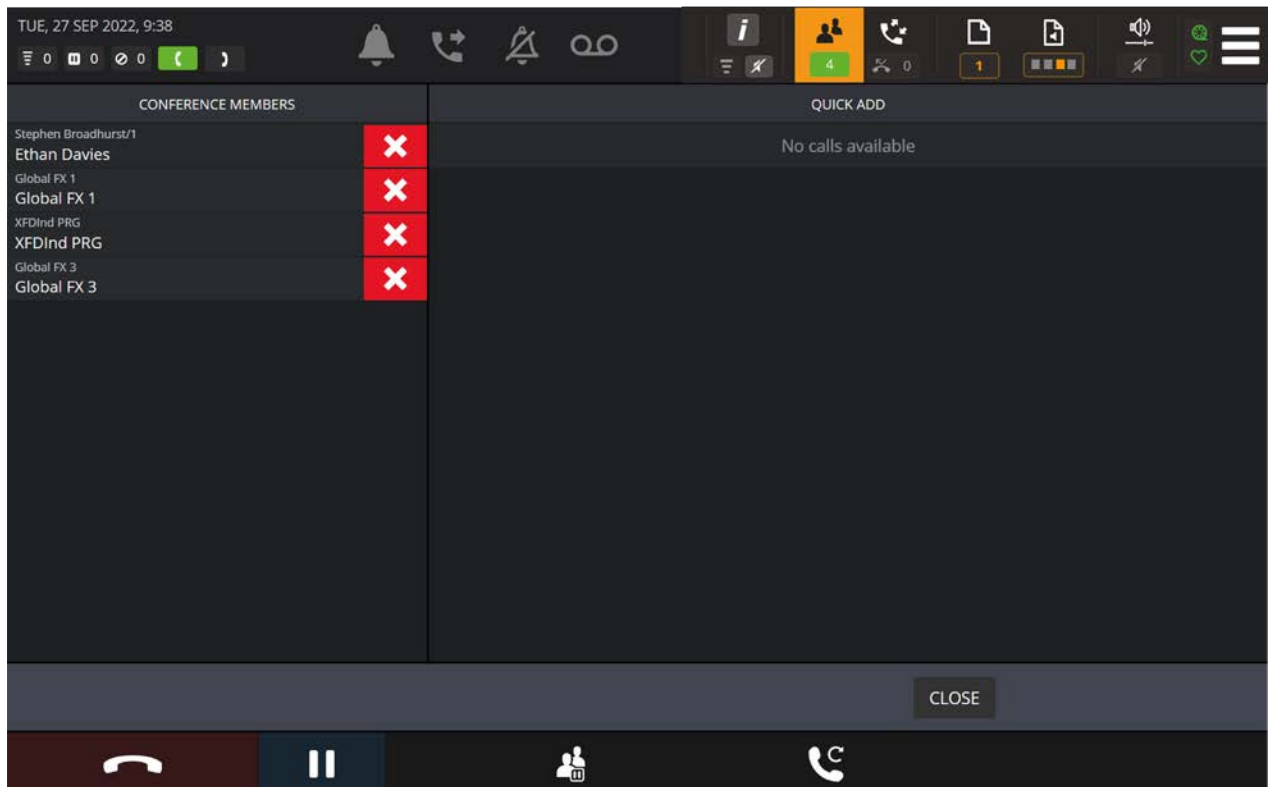 TUE, 27 SEP 2022, 9:38
0 0 0
i
4
0
1
CONFERENCE MEMBERS
QUICK ADD
Stephen Broadhurst/1
Ethan Davies
No calls available
Global FX 1
Global FX 1
XFDInd PRG
XFDInd PRG
Global FX 3
Global FX 3
CLOSE